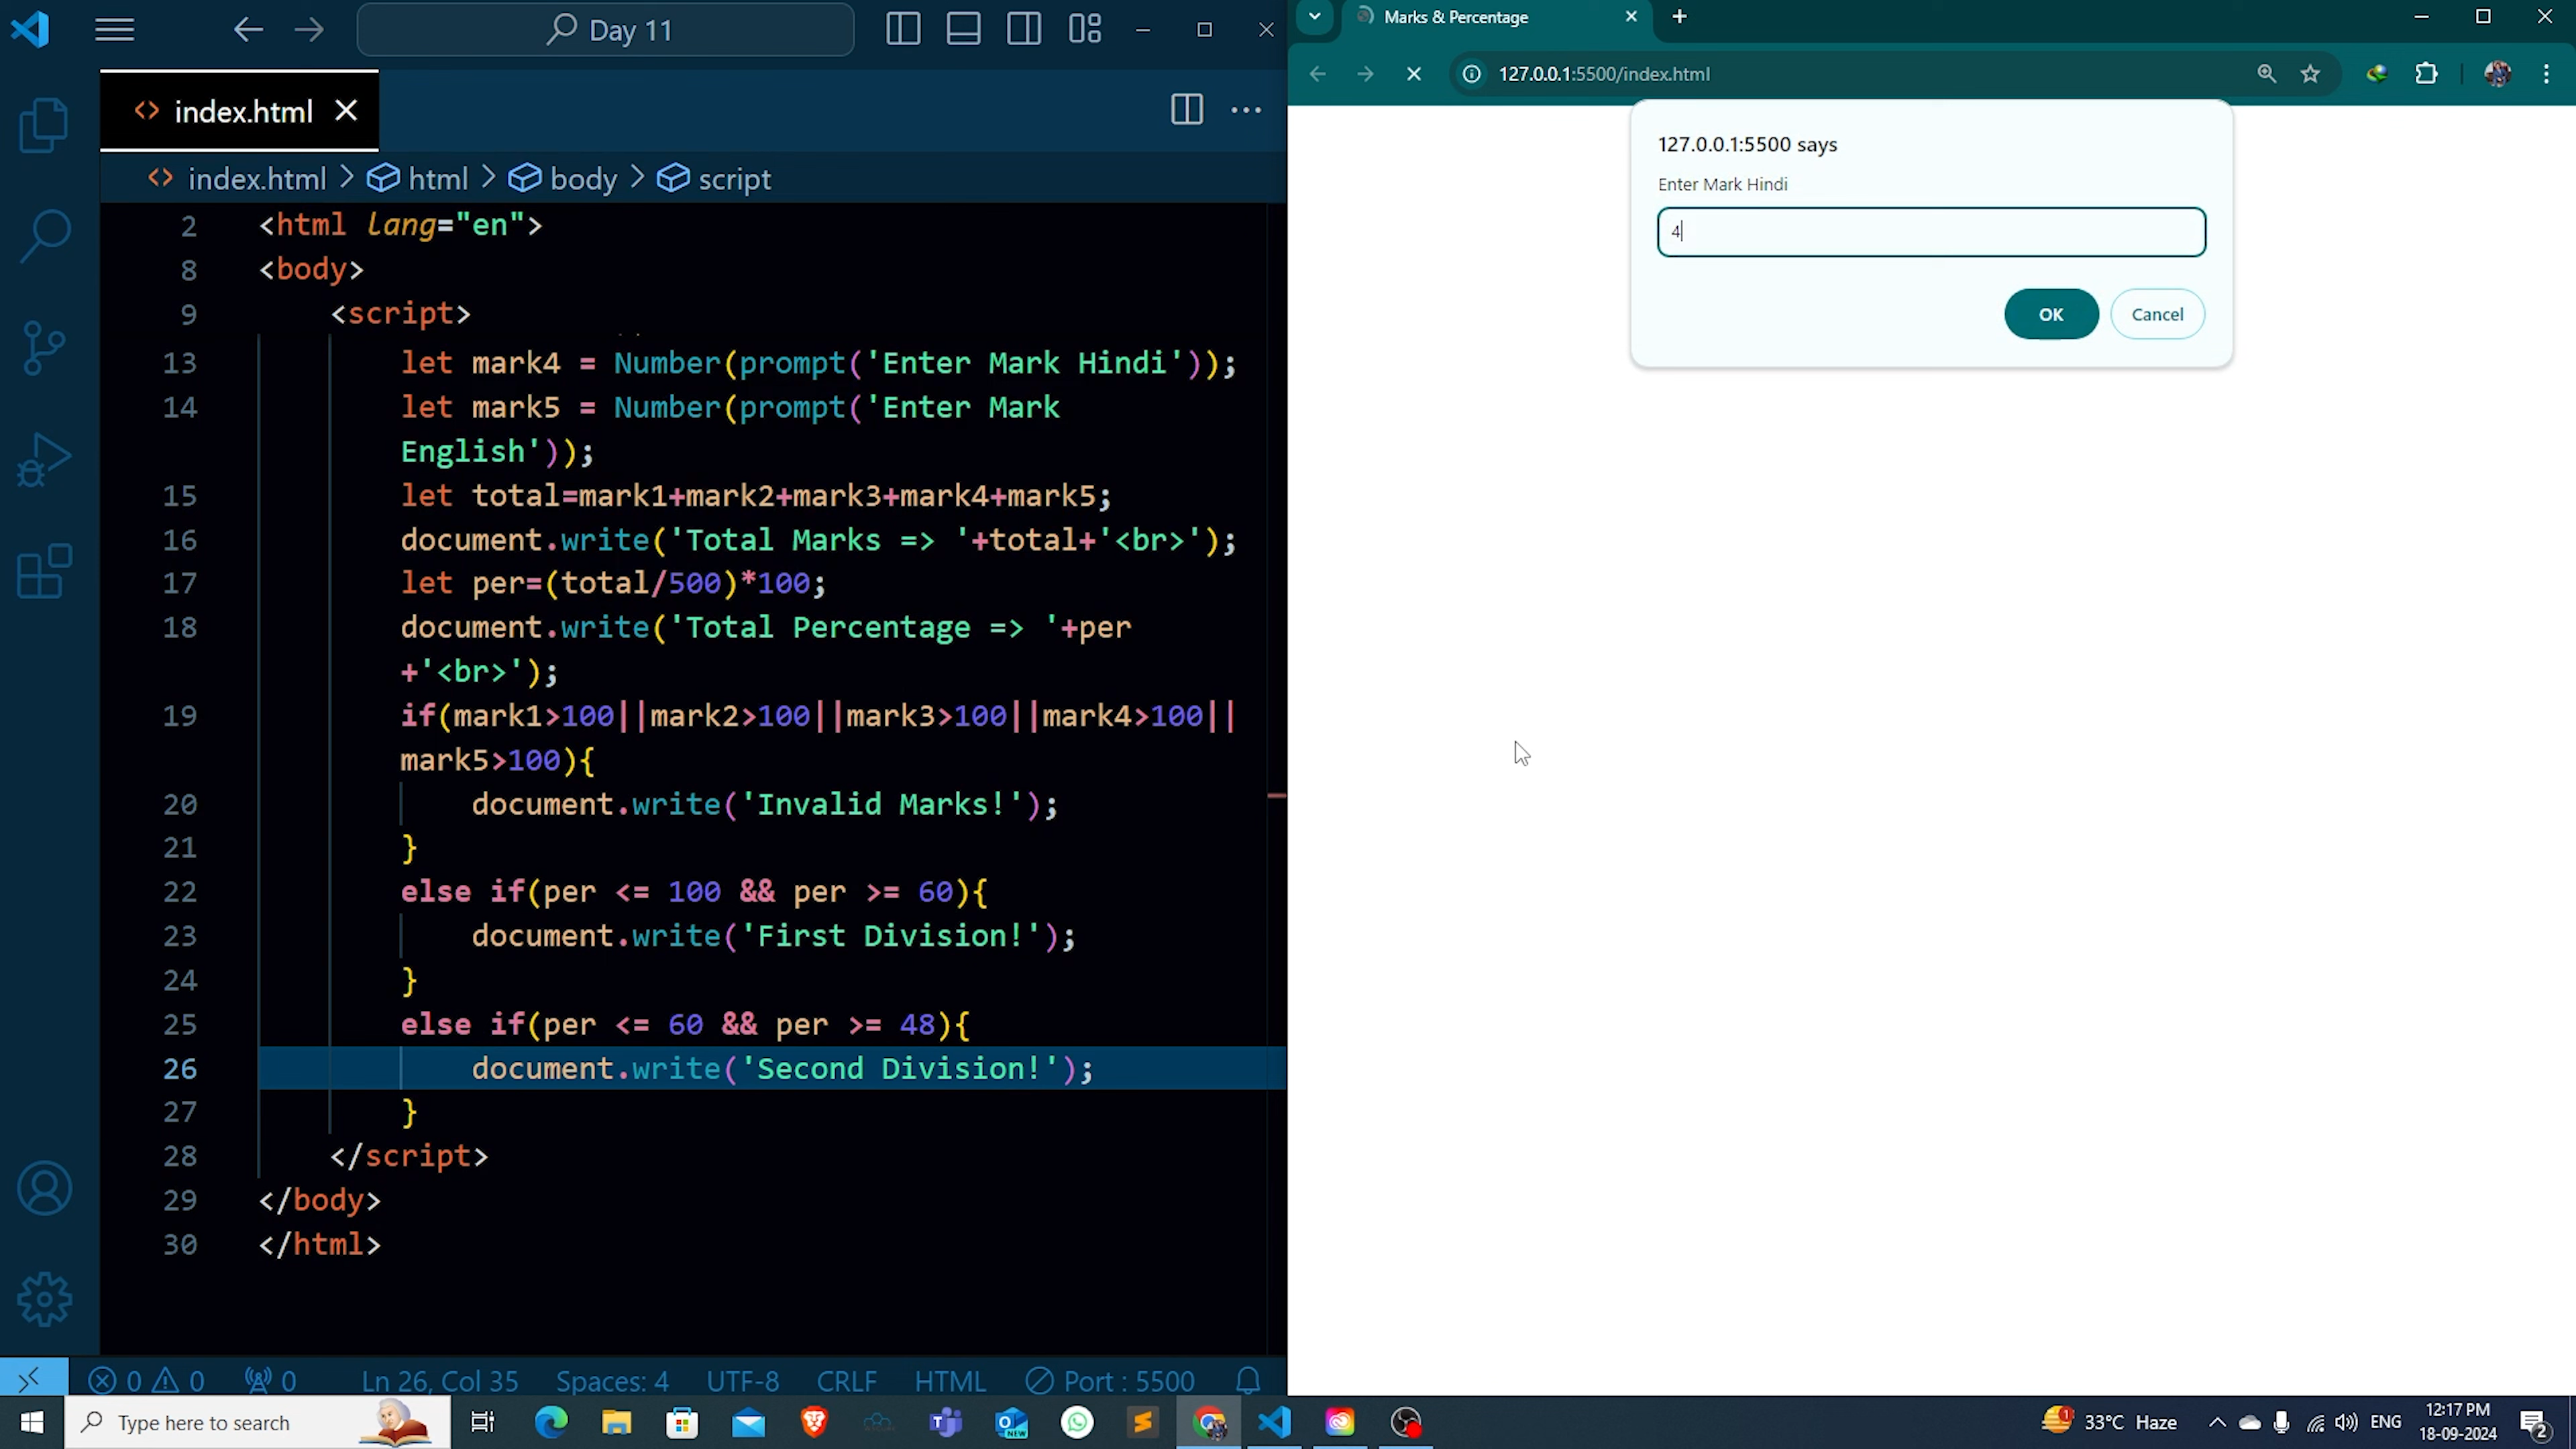 Day 11
index.html
index.html > html > body > script
2 <html lang="en">
8 <body>
9 <script>
13 let mark4 = Number(prompt('Enter Mark Hindi'));
14 let mark5 = Number(prompt('Enter Mark
English'));
15 let total=mark1+mark2+mark3+mark4+mark5;
16 document.write('Total Marks => '+total+'<br>');
17 let per=(total/500)*100;
18 document.write('Total Percentage => '+per
+'<br>');
19 if(mark1>100||mark2>100||mark3>100||mark4>100||
mark5>100){
20 document.write('Invalid Marks!');
21 }
22 else if(per <= 100 && per >= 60){
23 document.write('First Division!');
24 }
25 else if(per <= 60 && per >= 48){
26 document.write('Second Division!');
27 }
28 </script>
29 </body>
30 </html>
0 0 0 Ln 26, Col 35 Spaces: 4 UTF-8 CRLF HTML Port : 5500
Marks & Percentage
127.0.0.1:5500/index.html
127.0.0.1:5500 says
Enter Mark Hindi
4
OK Cancel
Type here to search
NEW
1
33°C Haze
ENG
12:17 PM
18-09-2024
2